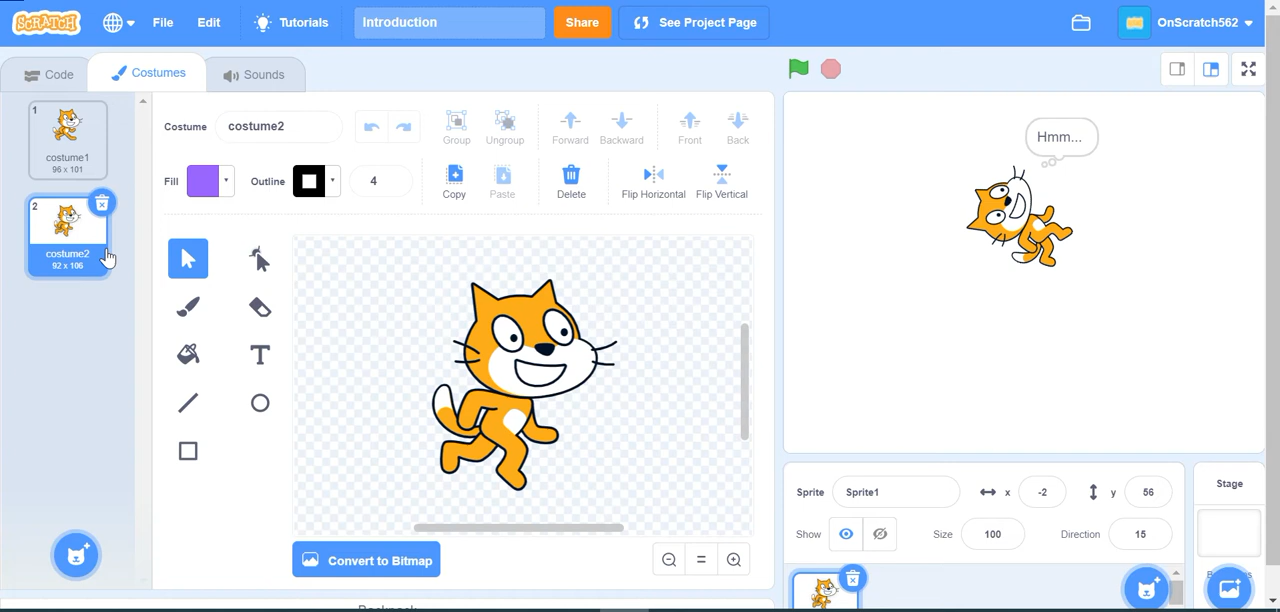 SCRATCH File Edit Tutorials Introduction Share See Project Page OnScratch562
Code Costumes Sounds
1
costume1
96 x 101
2
costume2
92 x 106
Costume costume2 Group Ungroup Forward Backward Front Back
Fill Outline 4 Copy Paste Delete Flip Horizontal Flip Vertical
T
Convert to Bitmap
Hmm...
Sprite Sprite1 x -2 y 56
Show Size 100 Direction 15
Stage
Backpack